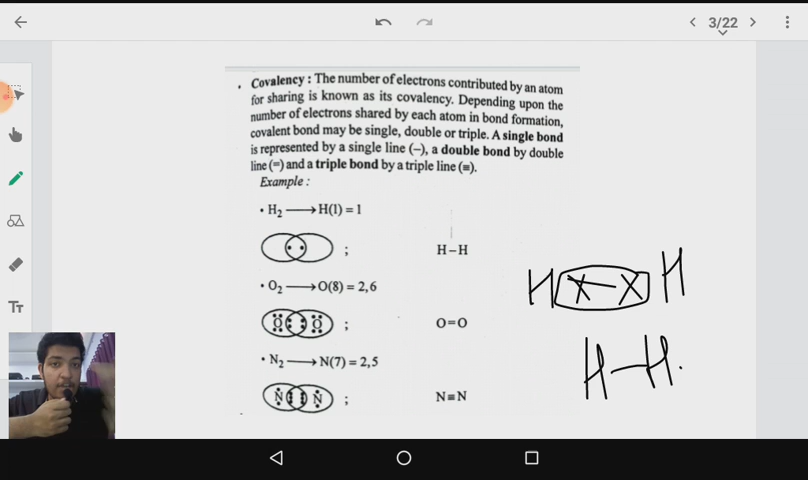 3/22
• Covalency : The number of electrons contributed by an atom
for sharing is known as its covalency. Depending upon the
number of electrons shared by each atom in bond formation,
covalent bond may be single, double or triple. A single bond
is represented by a single line (–), a double bond by double
line (=) and a triple bond by a triple line (≡).
Example :
• H₂ ⟶ H(1) = 1
; H–H
• O₂ ⟶ O(8) = 2,6
O O ; O=O
• N₂ ⟶ N(7) = 2,5
N N ; N≡N
H x–x H
H–H.
Tт